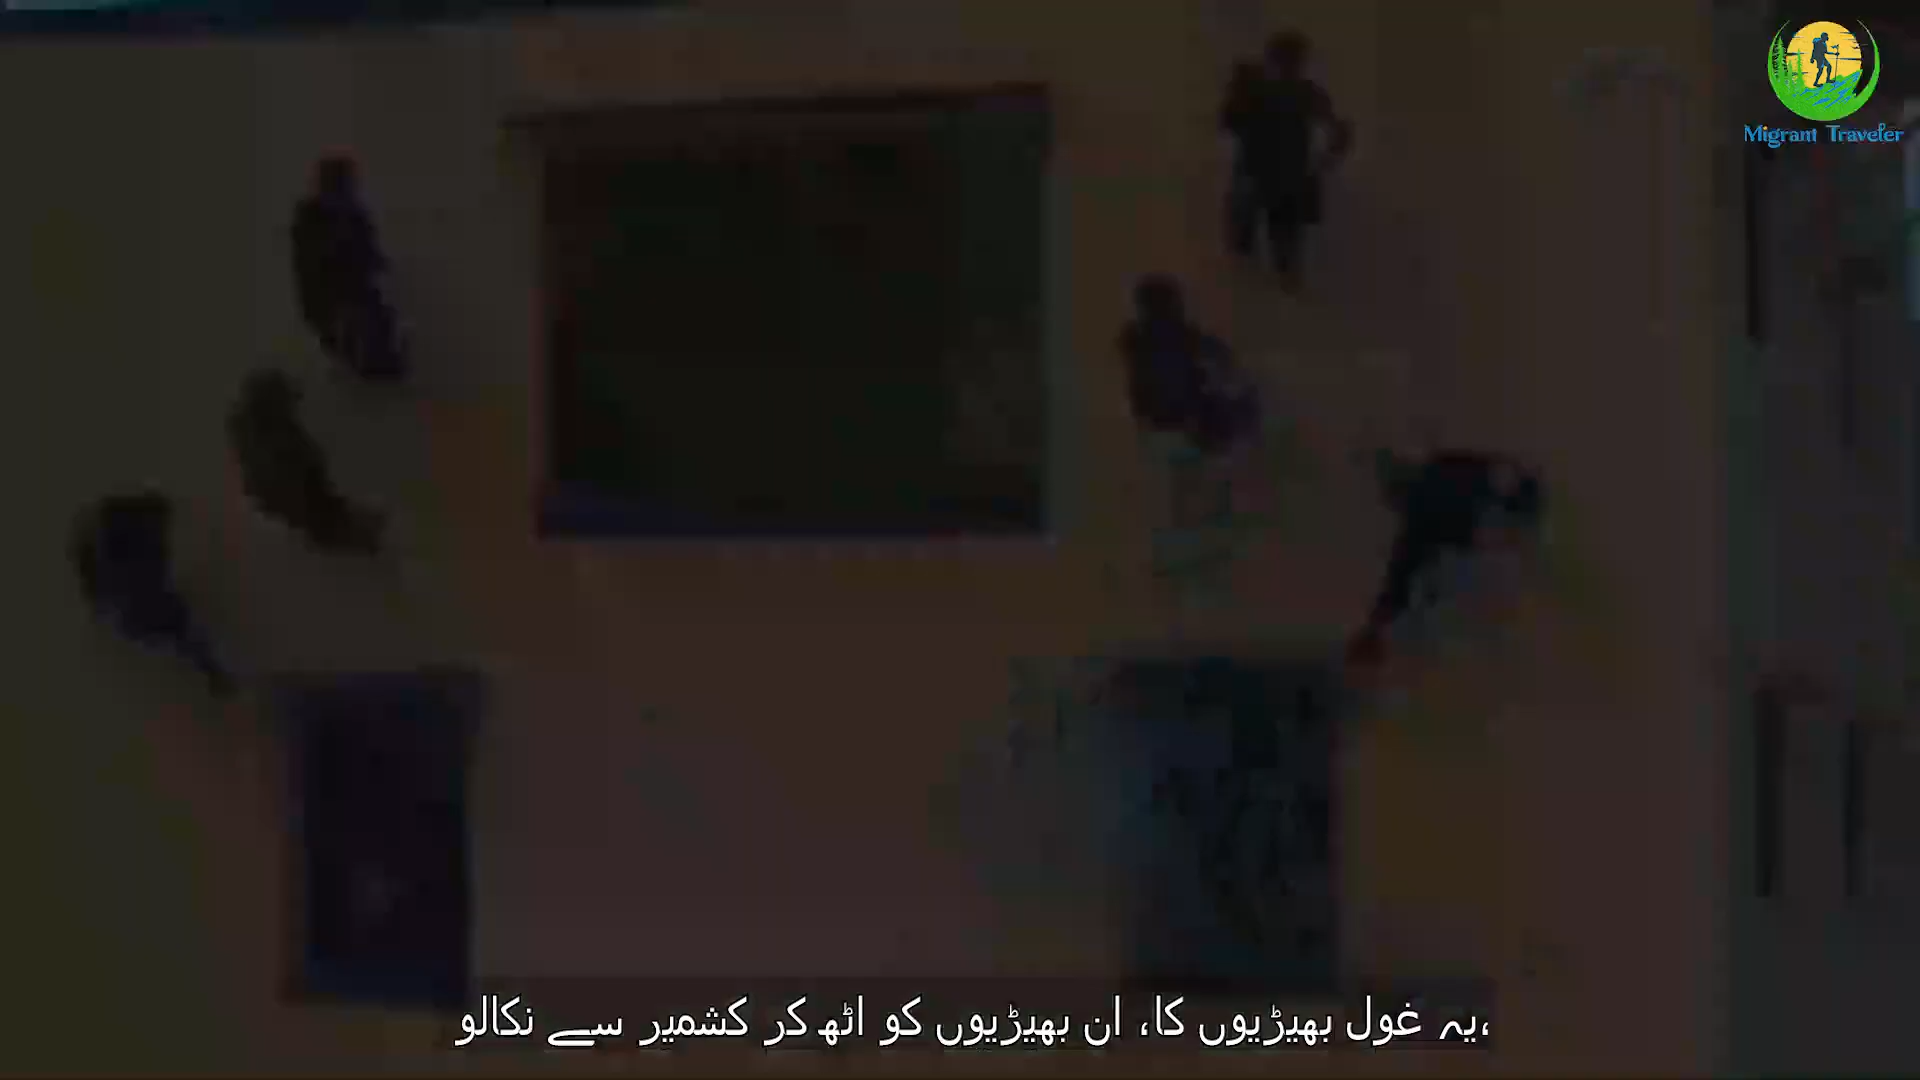 Migrant Traveler
یہ غول بھیڑیوں کا، ان بھیڑیوں کو اٹھ کر کشمیر سے نکالو،